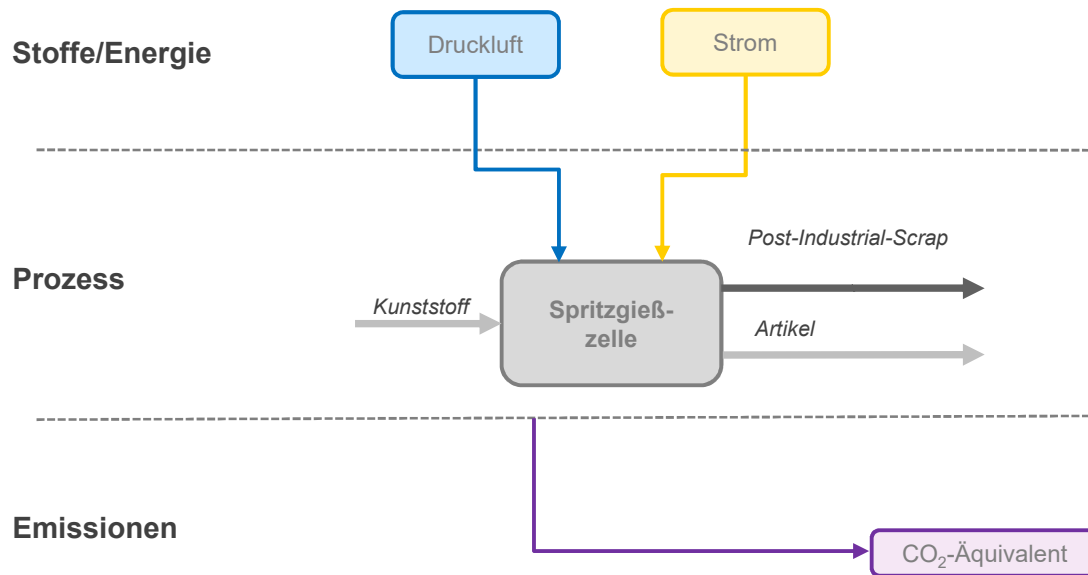 Stoffe/Energie
Druckluft
Strom
Prozess
Post-Industrial-Scrap
Kunststoff
Spritzgieß-
zelle
Artikel
Emissionen
CO₂-Äquivalent